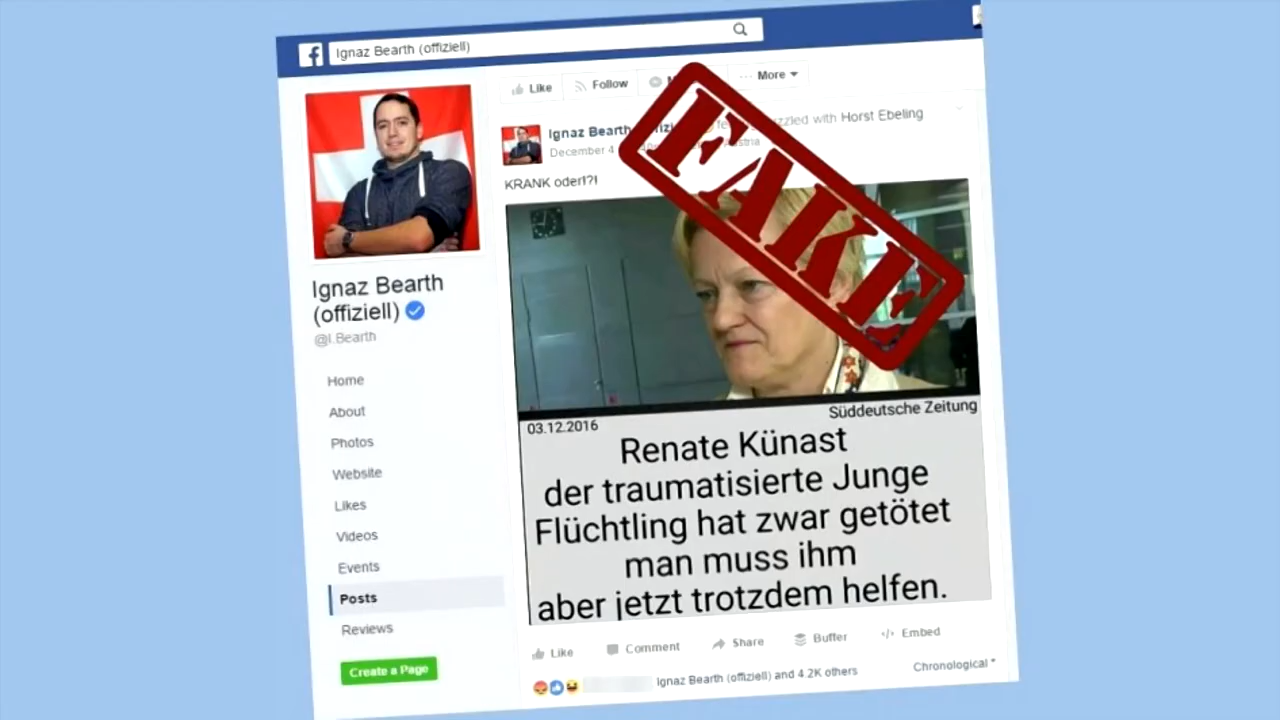 Ignaz Bearth (offiziell)
Like
Follow
More
Ignaz Bearth
(offiziell)
@I.Bearth
Home
About
Photos
Website
Likes
Videos
Events
Posts
Reviews
Create a Page
Ignaz Bearth with Horst Ebeling
December 4
KRANK oder!?!
FAKE
03.12.2016
Süddeutsche Zeitung
Renate Künast
der traumatisierte Junge
Flüchtling hat zwar getötet
man muss ihm
aber jetzt trotzdem helfen.
Like
Comment
Share
Buffer
Embed
Ignaz Bearth (offiziell) and 4.2K others
Chronological